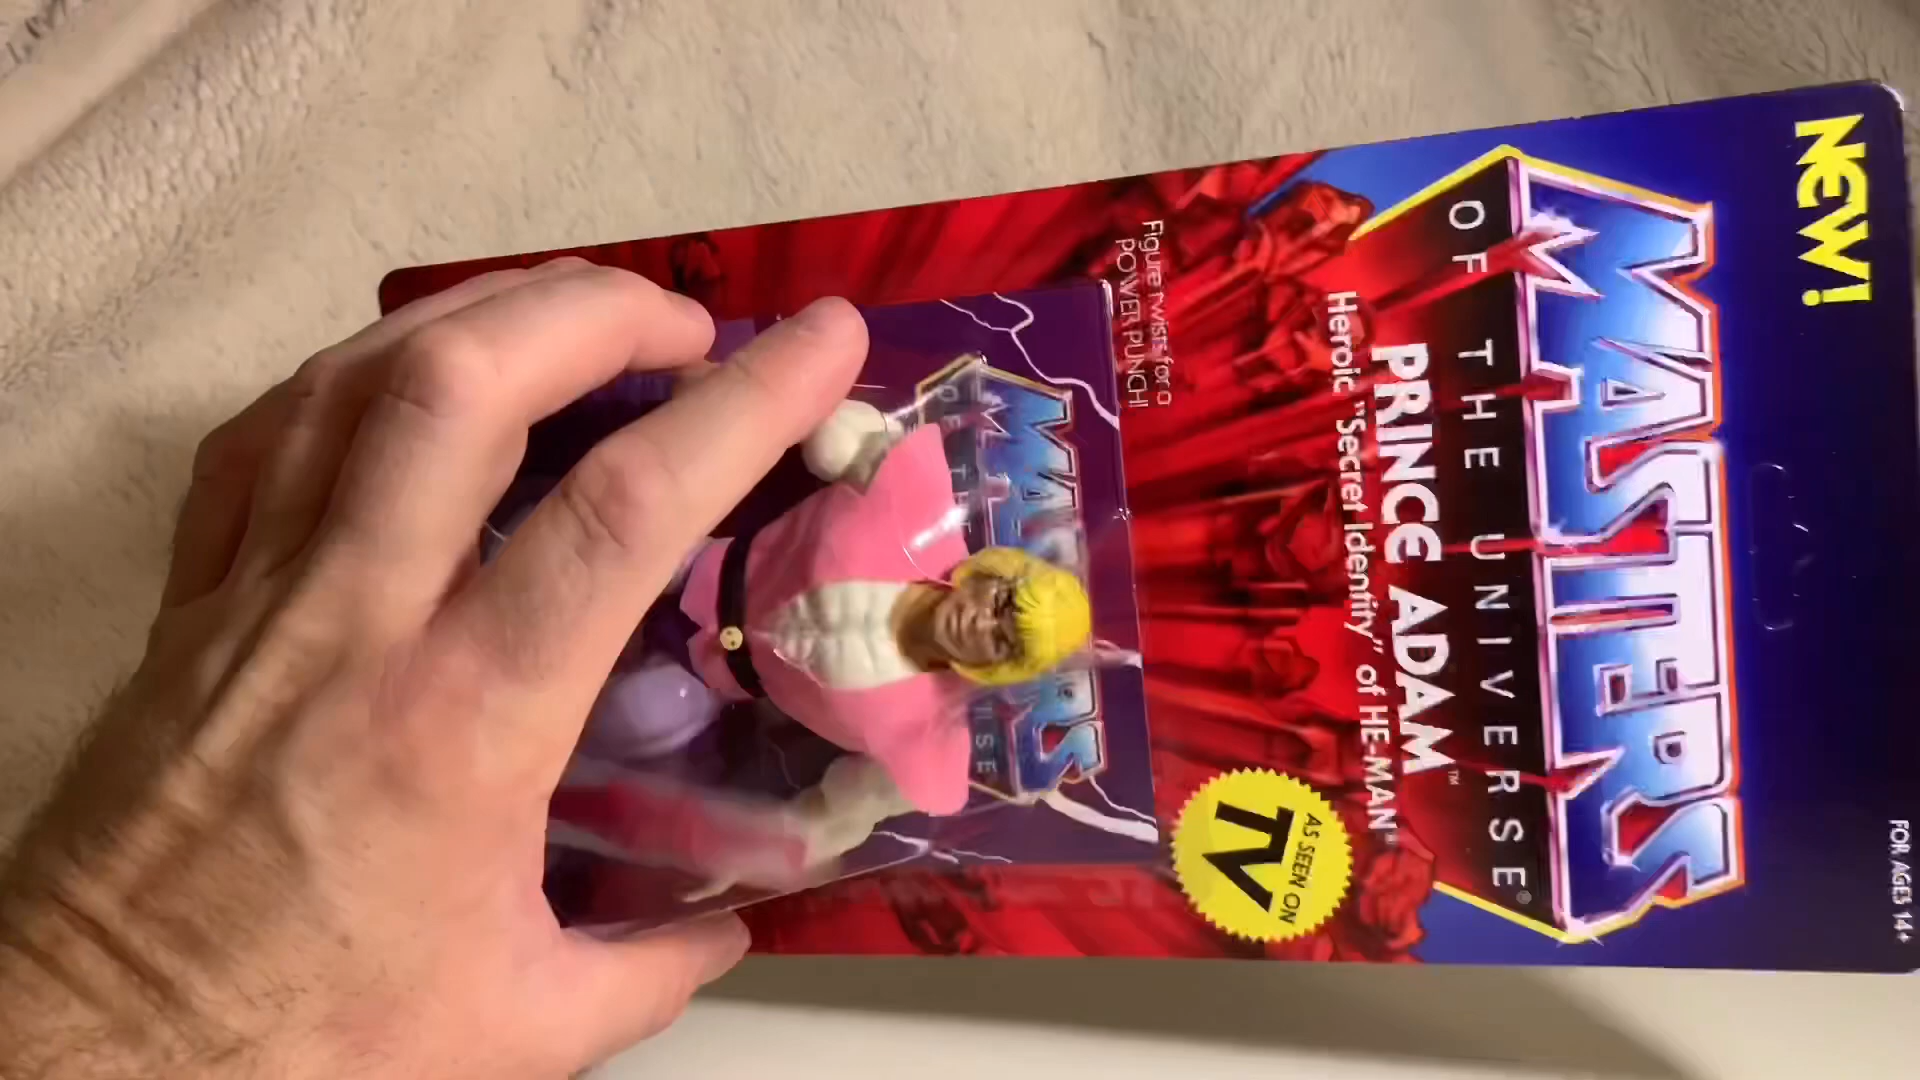 NEW!
FOR AGES 14+
MASTERS
OF THE UNIVERSE®
PRINCE ADAM™
Heroic "Secret Identity" of HE-MAN™
AS SEEN ON
TV
Figure twists for a
POWER PUNCH!
MASTERS